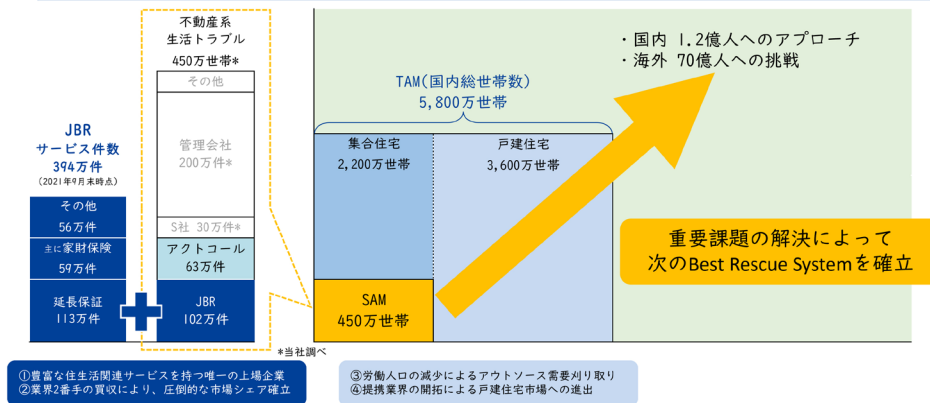 JBR
サービス件数
394万件
(2021年9月末時点)
その他
56万件
主に家財保険
59万件
延長保証
113万件
不動産系
生活トラブル
450万世帯*
その他
管理会社
200万件*
S社 30万件*
アクトコール
63万件
JBR
102万件
*当社調べ
TAM(国内総世帯数)
5,800万世帯
集合住宅
2,200万世帯
戸建住宅
3,600万世帯
SAM
450万世帯
・国内 1.2億人へのアプローチ
・海外 70億人への挑戦
重要課題の解決によって
次のBest Rescue Systemを確立
①豊富な住生活関連サービスを持つ唯一の上場企業
②業界2番手の買収により、圧倒的な市場シェア確立
③労働人口の減少によるアウトソース需要刈り取り
④提携業界の開拓による戸建住宅市場への進出